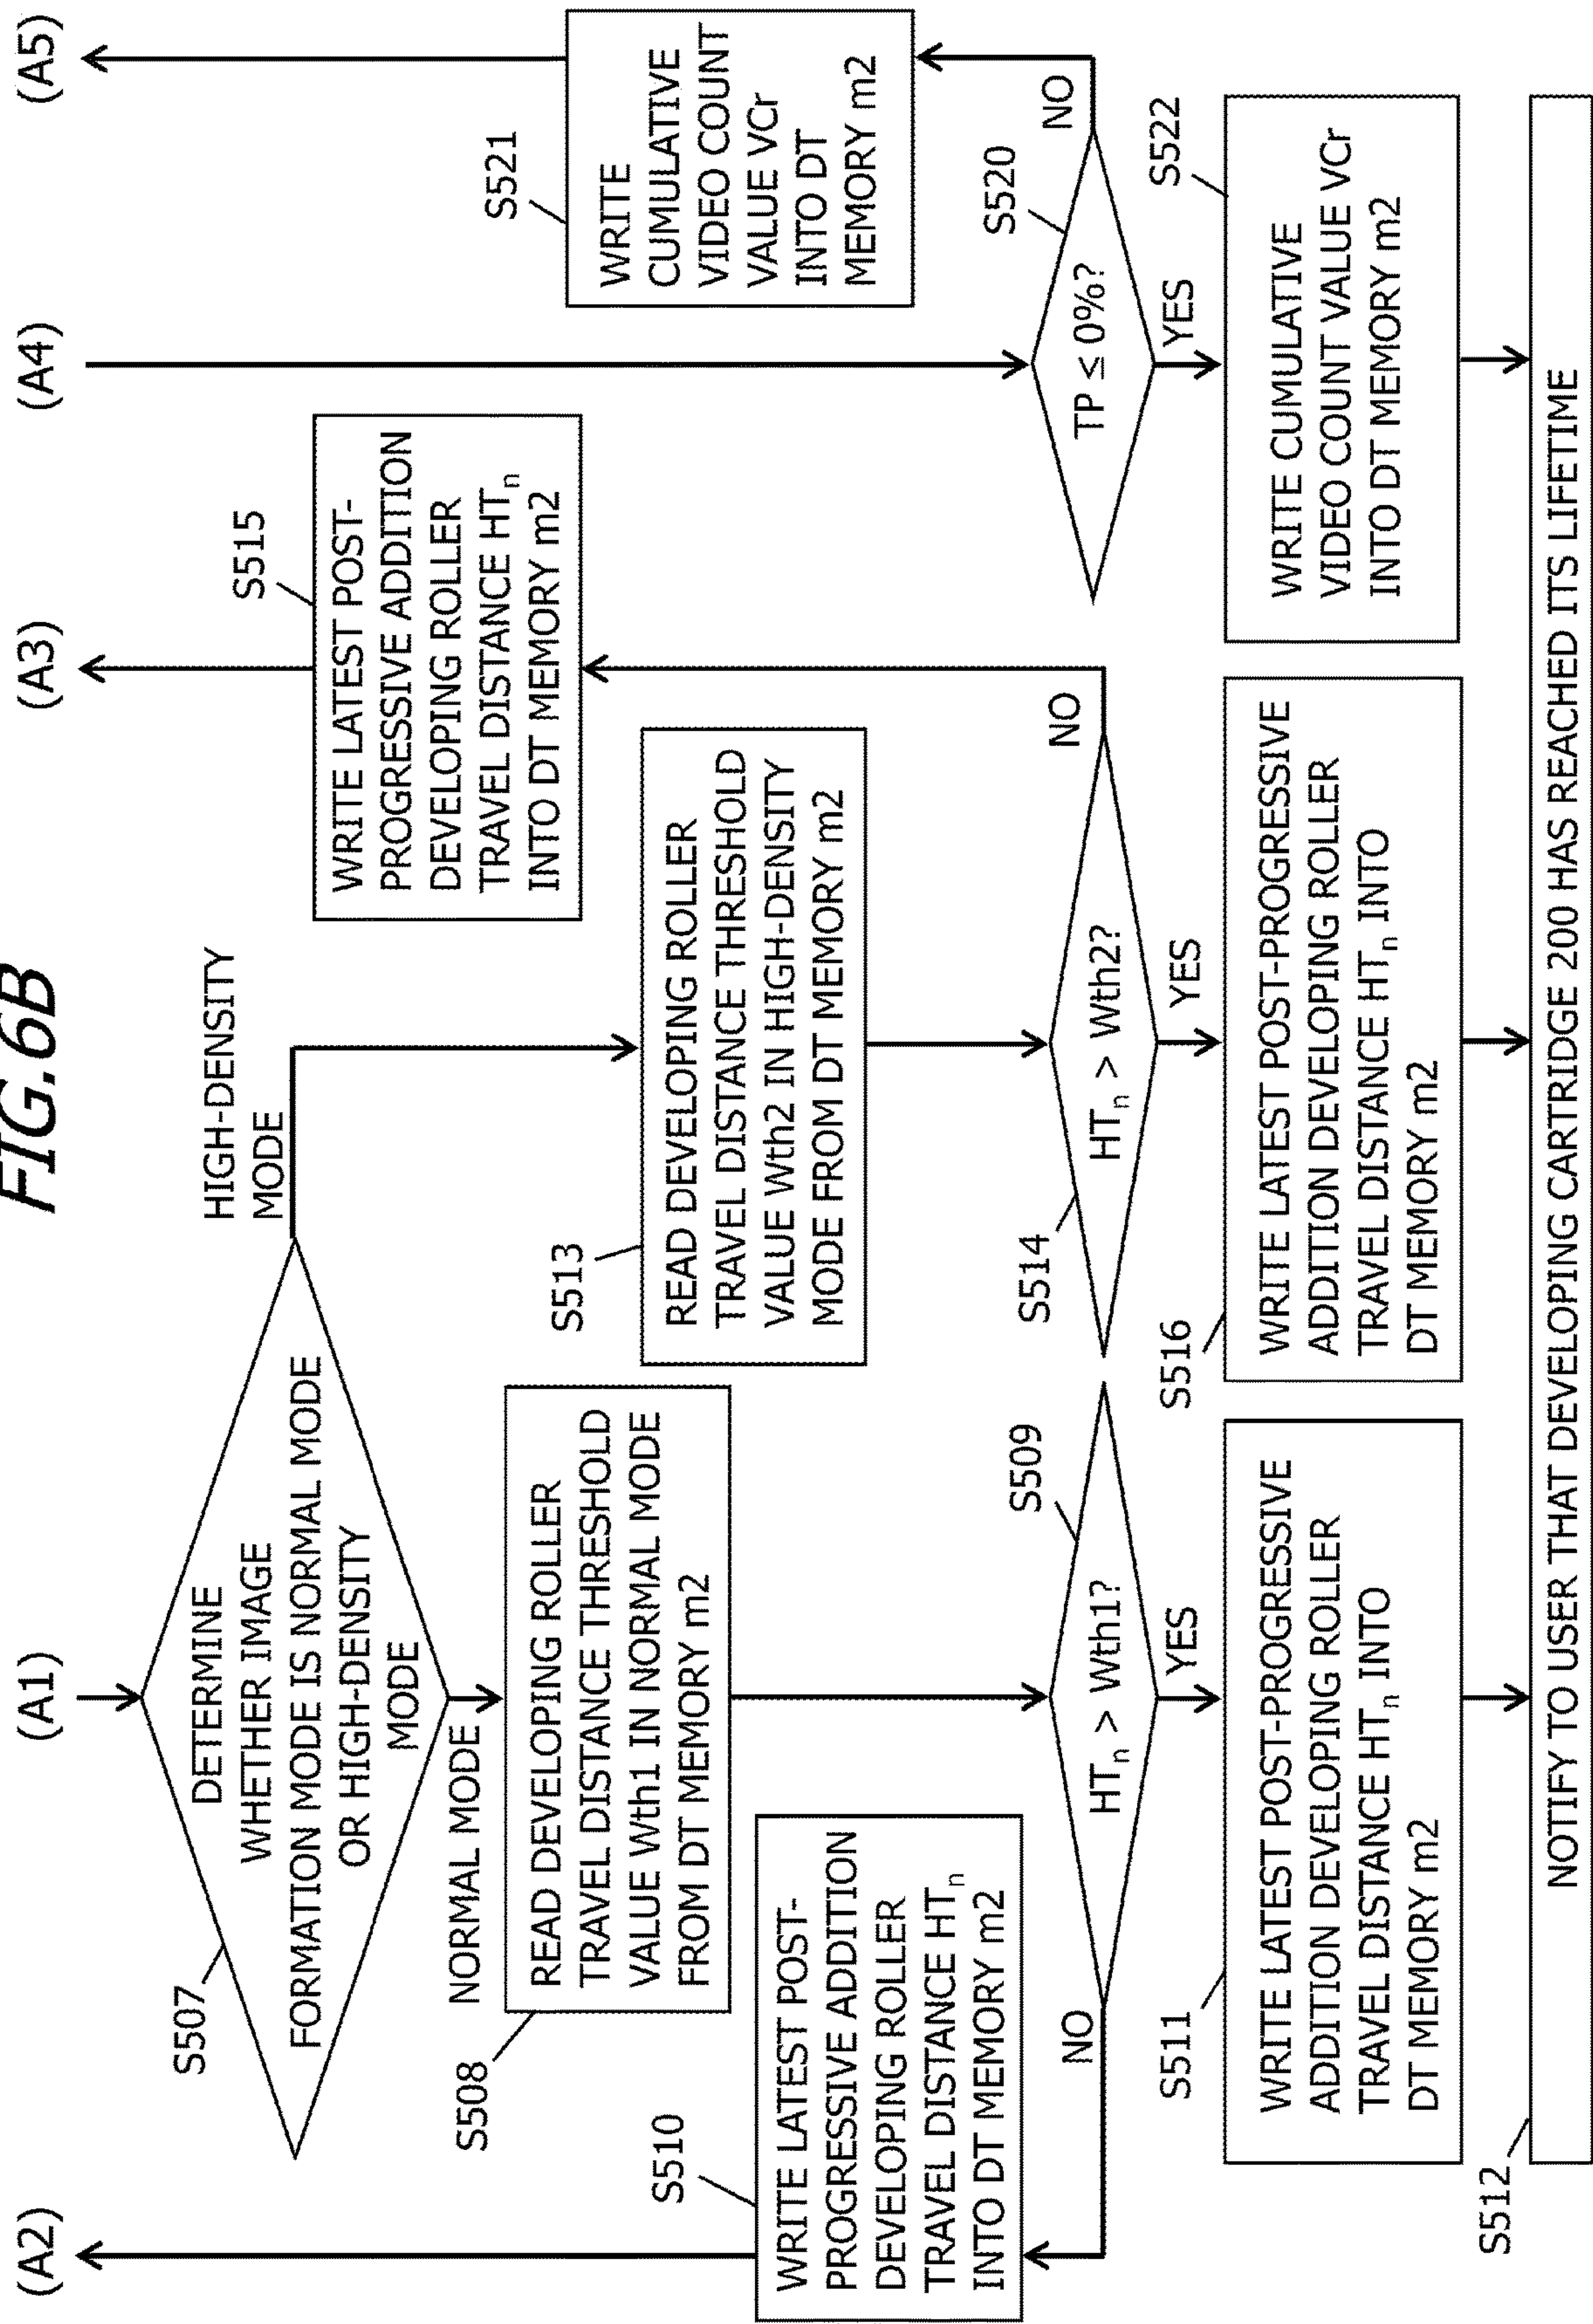 FIG.6B
(A2)
(A1)
(A3)
(A4)
(A5)
S507
DETERMINE
WHETHER IMAGE
FORMATION MODE IS NORMAL MODE
OR HIGH-DENSITY
MODE
HIGH-DENSITY
MODE
NORMAL MODE
S508
READ DEVELOPING ROLLER
TRAVEL DISTANCE THRESHOLD
VALUE Wth1 IN NORMAL MODE
FROM DT MEMORY m2
S510
WRITE LATEST POST-
PROGRESSIVE ADDITION
DEVELOPING ROLLER
TRAVEL DISTANCE HTn
INTO DT MEMORY m2
S509
HTn > Wth1?
NO
YES
S511
WRITE LATEST POST-PROGRESSIVE
ADDITION DEVELOPING ROLLER
TRAVEL DISTANCE HTn INTO
DT MEMORY m2
S513
READ DEVELOPING ROLLER
TRAVEL DISTANCE THRESHOLD
VALUE Wth2 IN HIGH-DENSITY
MODE FROM DT MEMORY m2
S515
WRITE LATEST POST-
PROGRESSIVE ADDITION
DEVELOPING ROLLER
TRAVEL DISTANCE HTn
INTO DT MEMORY m2
S514
HTn > Wth2?
NO
YES
S516
WRITE LATEST POST-PROGRESSIVE
ADDITION DEVELOPING ROLLER
TRAVEL DISTANCE HTn INTO
DT MEMORY m2
S521
WRITE
CUMULATIVE
VIDEO COUNT
VALUE VCr
INTO DT
MEMORY m2
S520
TP ≤ 0%?
NO
YES
S522
WRITE CUMULATIVE
VIDEO COUNT VALUE VCr
INTO DT MEMORY m2
S512
NOTIFY TO USER THAT DEVELOPING CARTRIDGE 200 HAS REACHED ITS LIFETIME